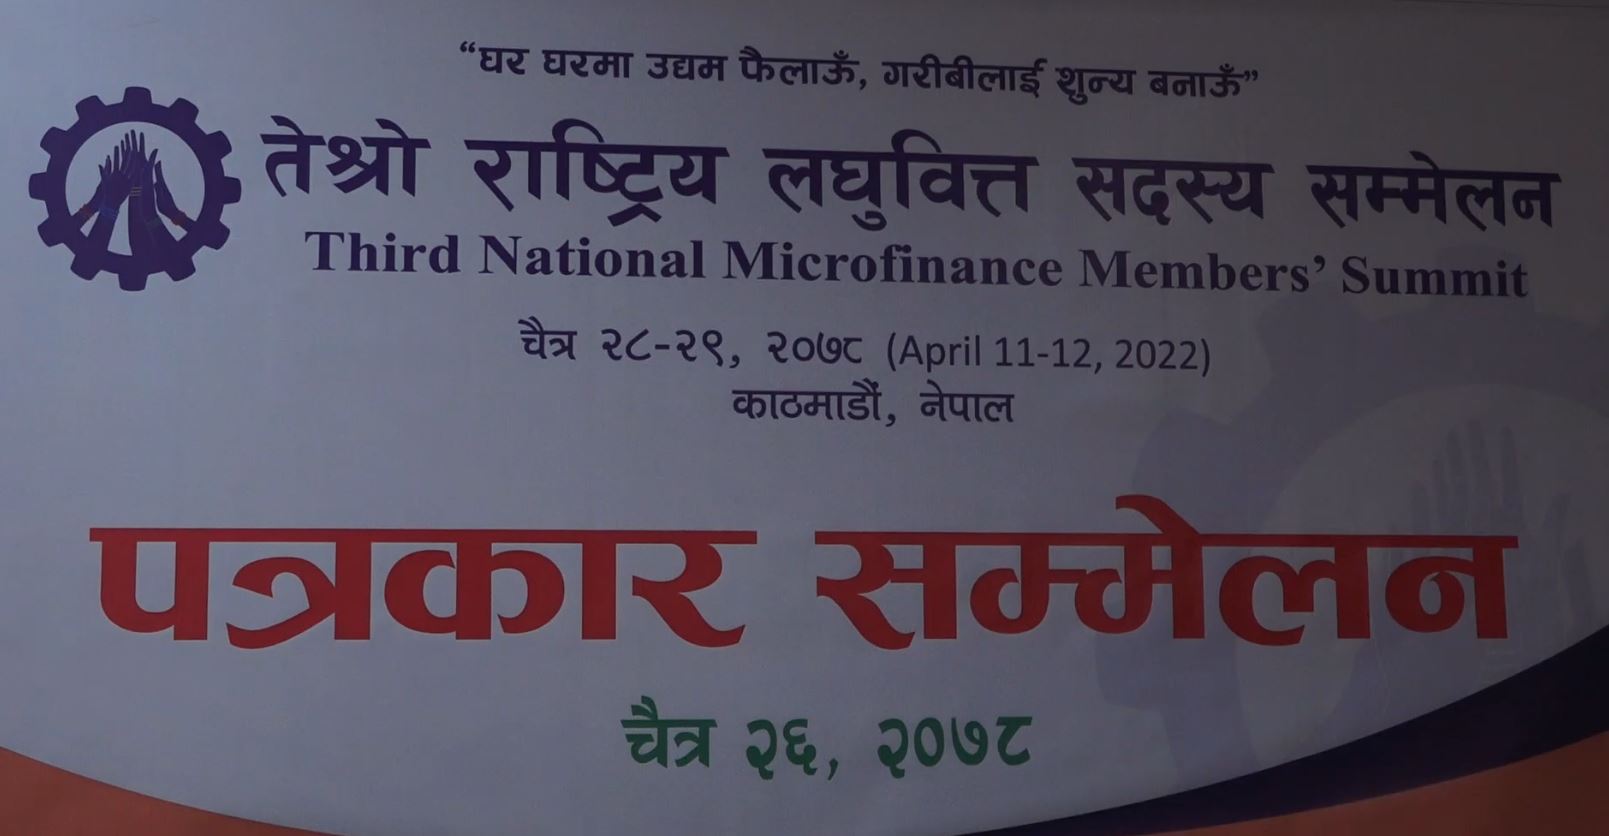 “घर घरमा उद्यम फैलाऊँ, गरीबीलाई शुन्य बनाऊँ”
तेश्रो राष्ट्रिय लघुवित्त सदस्य सम्मेलन
Third National Microfinance Members’ Summit
चैत्र २८-२९, २०७८ (April 11-12, 2022)
काठमाडौं, नेपाल
पत्रकार सम्मेलन
चैत्र २६, २०७८